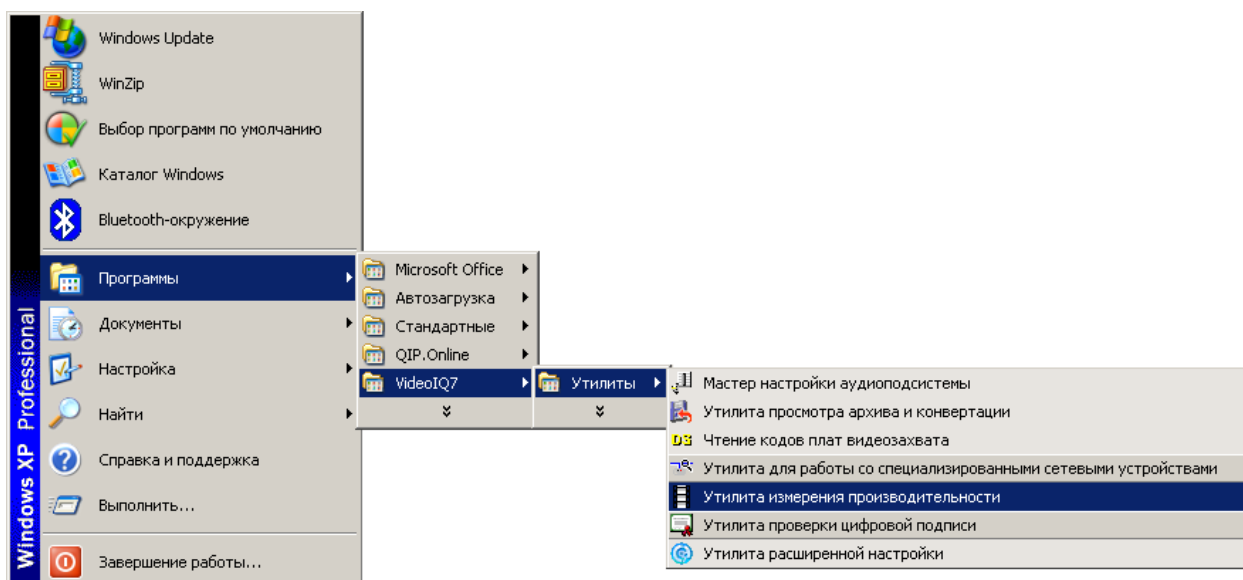 Windows Update
WinZip
Выбор программ по умолчанию
Каталог Windows
Bluetooth-окружение
Программы
Документы
Настройка
Найти
Справка и поддержка
Выполнить...
Завершение работы...
Windows XP Professional
Microsoft Office
Автозагрузка
Стандартные
QIP.Online
VideoIQ7
Утилиты
Мастер настройки аудиоподсистемы
Утилита просмотра архива и конвертации
Чтение кодов плат видеозахвата
Утилита для работы со специализированными сетевыми устройствами
Утилита измерения производительности
Утилита проверки цифровой подписи
Утилита расширенной настройки